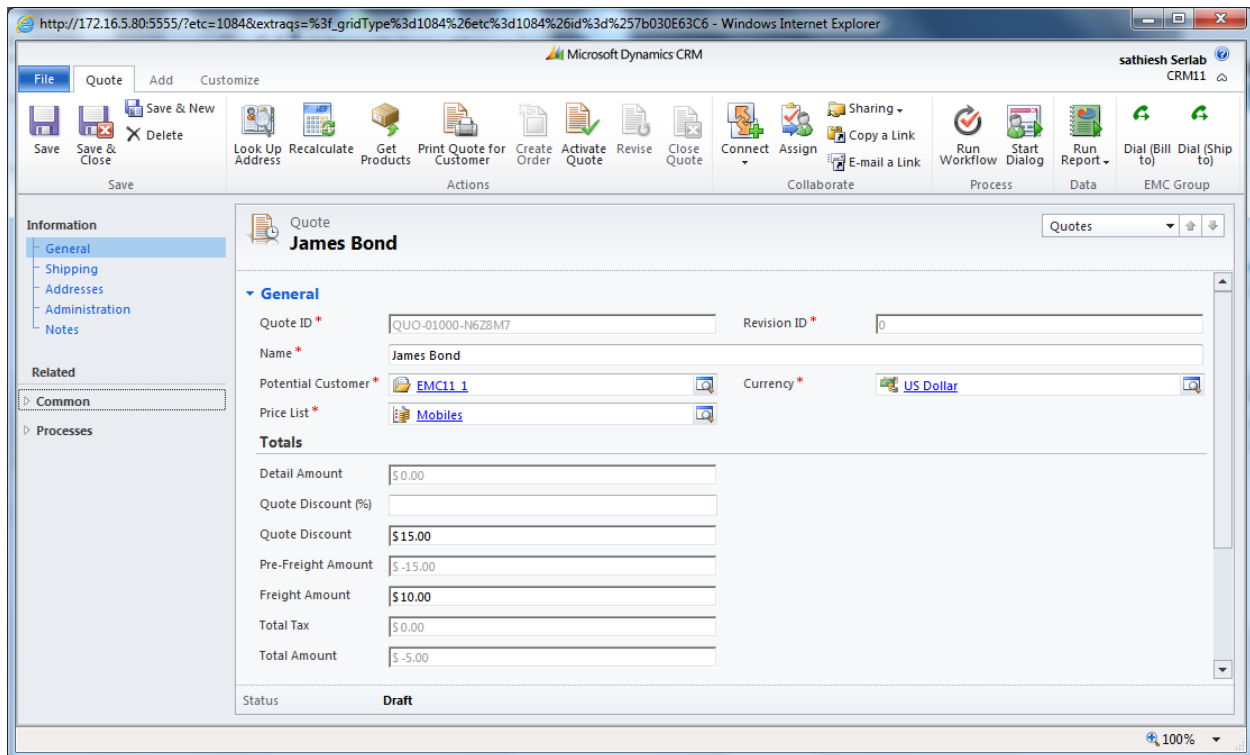 http://172.16.5.80:5555/?etc=1084&extraqs=%3f_gridType%3d1084%26etc%3d1084%26id%3d%257b030E63C6 - Windows Internet Explorer
Microsoft Dynamics CRM
sathiesh Serlab
CRM11
File Quote Add Customize
Save
Save & Close
Save & New
Delete
Save
Look Up Address
Recalculate
Get Products
Print Quote for Customer
Create Order
Activate Quote
Revise
Close Quote
Actions
Connect
Assign
Sharing
Copy a Link
E-mail a Link
Collaborate
Run Workflow
Start Dialog
Process
Run Report
Data
Dial (Bill to)
Dial (Ship to)
EMC Group
Information
General
Shipping
Addresses
Administration
Notes
Related
Common
Processes
Quote
James Bond
Quotes
General
Quote ID * QUO-01000-N6Z8M7 Revision ID * 0
Name * James Bond
Potential Customer * EMC11 1 Currency * US Dollar
Price List * Mobiles
Totals
Detail Amount $ 0.00
Quote Discount (%)
Quote Discount $ 15.00
Pre-Freight Amount $ -15.00
Freight Amount $ 10.00
Total Tax $ 0.00
Total Amount $ -5.00
Status Draft
100%